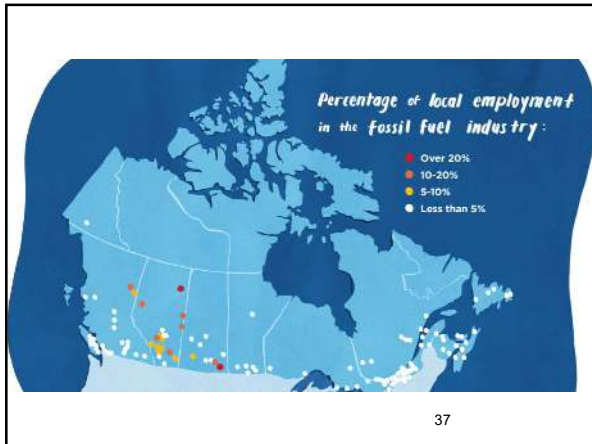 Percentage of local employment
in the fossil fuel industry:
Over 20%
10-20%
5-10%
Less than 5%
37